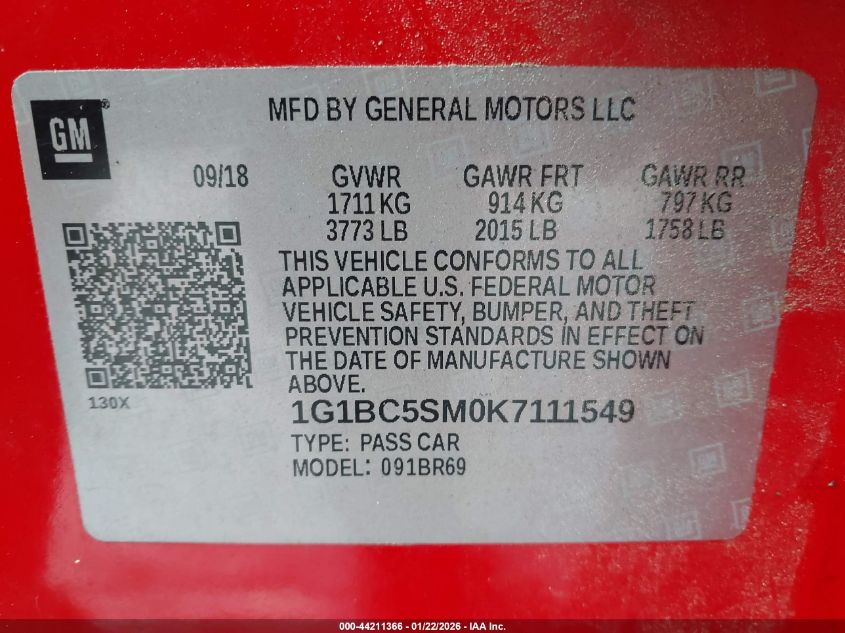 GM
MFD BY GENERAL MOTORS LLC
09/18 GVWR GAWR FRT GAWR RR
1711 KG 914 KG 797 KG
3773 LB 2015 LB 1758 LB
THIS VEHICLE CONFORMS TO ALL
APPLICABLE U.S. FEDERAL MOTOR
VEHICLE SAFETY, BUMPER, AND THEFT
PREVENTION STANDARDS IN EFFECT ON
THE DATE OF MANUFACTURE SHOWN
ABOVE.
130X
1G1BC5SM0K7111549
TYPE: PASS CAR
MODEL: 091BR69
000-44211366 - 01/22/2026 - IAA Inc.